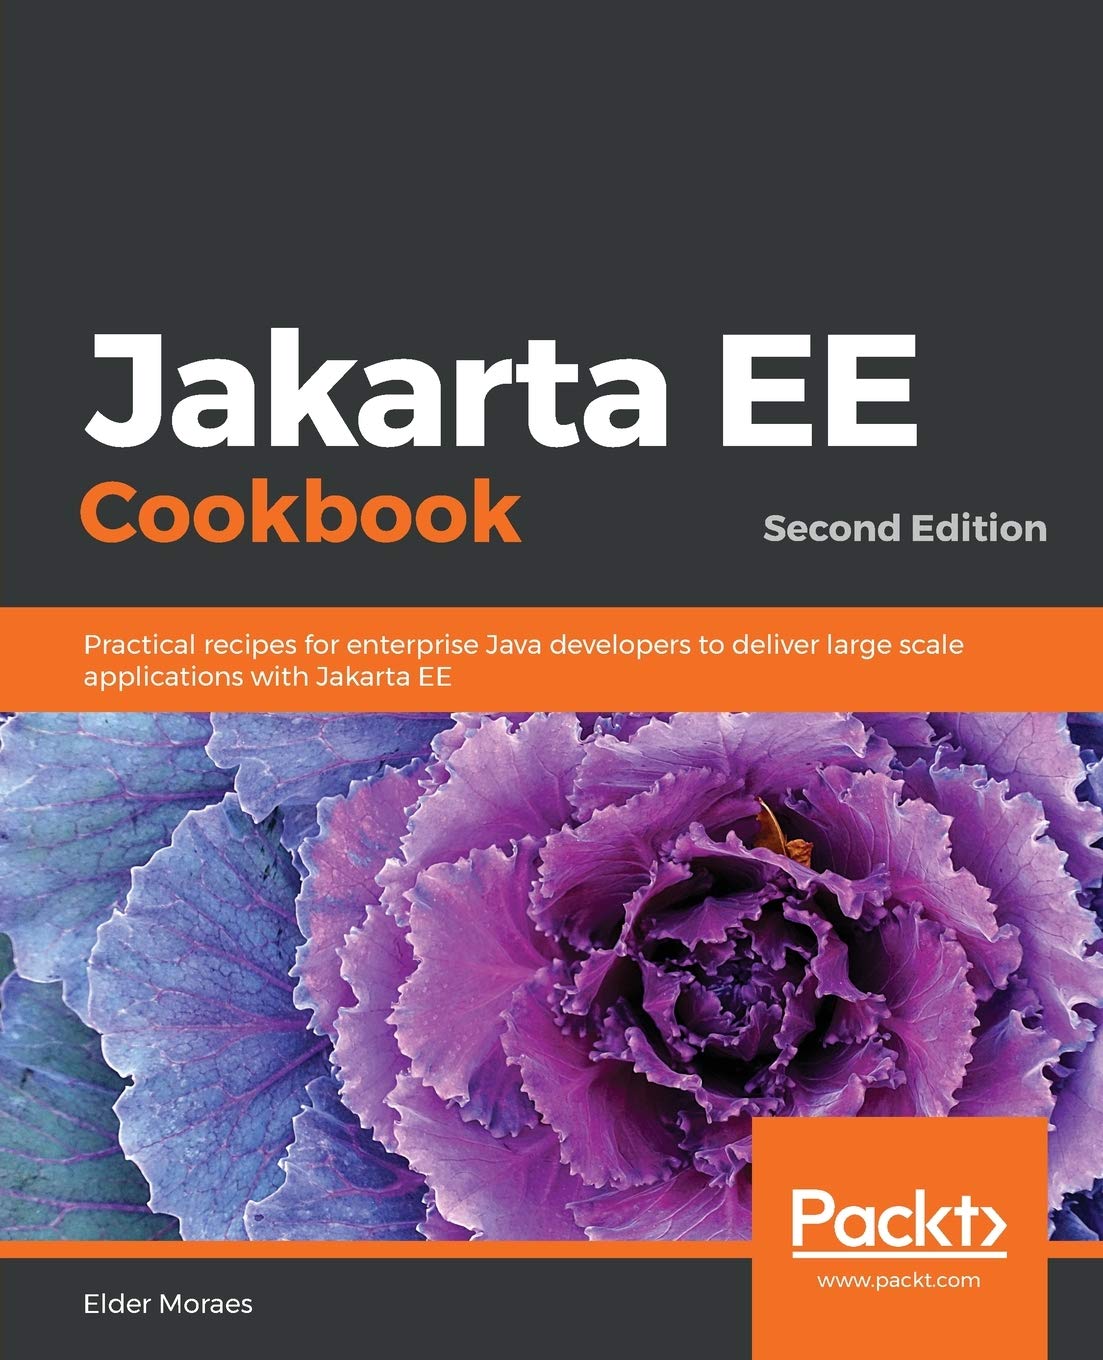 Jakarta EE
Cookbook
Second Edition
Practical recipes for enterprise Java developers to deliver large scale
applications with Jakarta EE
Packt>
www.packt.com
Elder Moraes